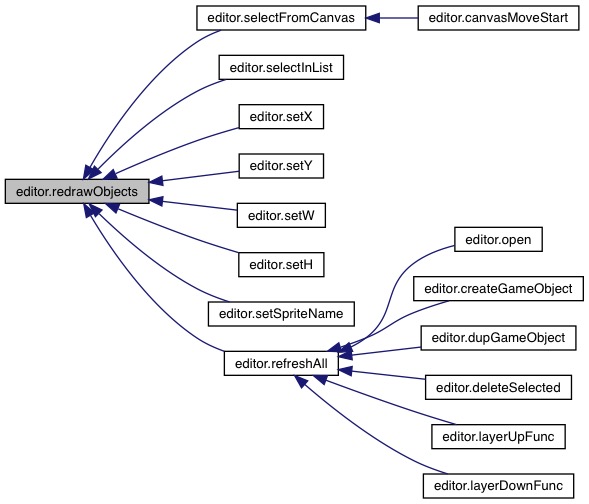 editor.selectFromCanvas
editor.canvasMoveStart
editor.selectInList
editor.setX
editor.setY
editor.redrawObjects
editor.setW
editor.open
editor.setH
editor.createGameObject
editor.setSpriteName
editor.dupGameObject
editor.refreshAll
editor.deleteSelected
editor.layerUpFunc
editor.layerDownFunc